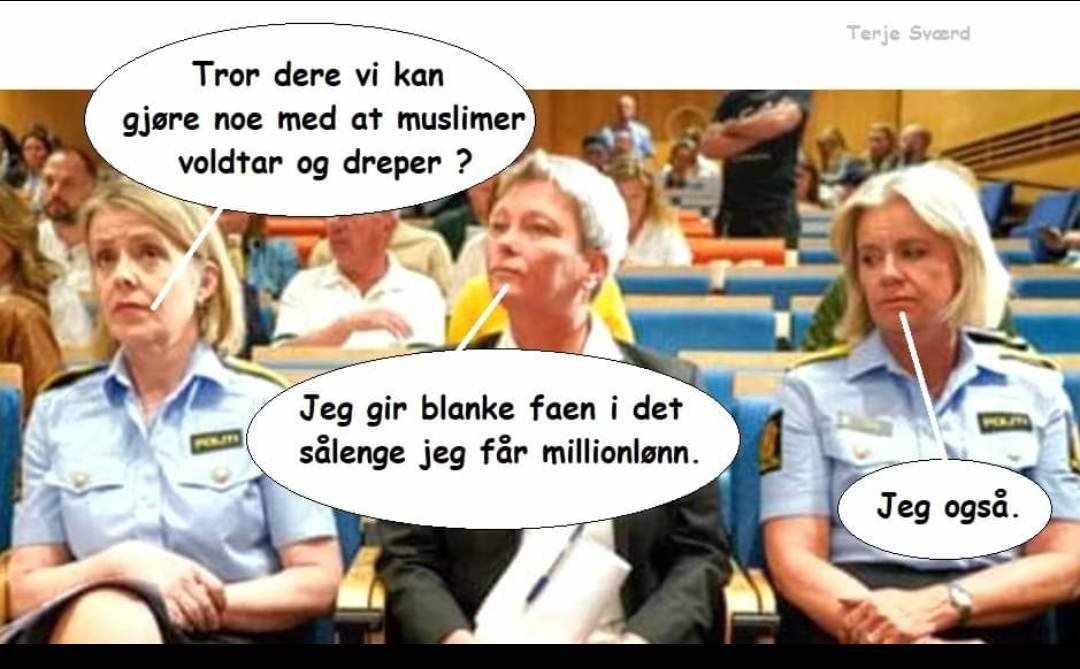 Terje Sværd
Tror dere vi kan
gjøre noe med at muslimer
voldtar og dreper ?
Jeg gir blanke faen i det
sålenge jeg får millionlønn.
Jeg også.
POLITI
POLITI